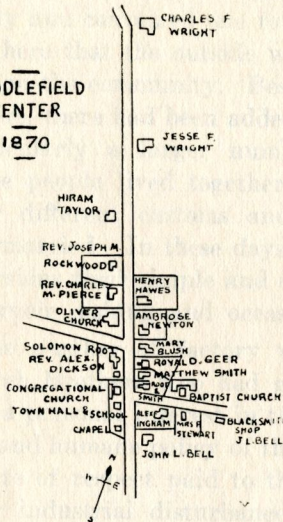 CHARLES F.
WRIGHT
DDLEFIELD
ENTER
1870
JESSE F.
WRIGHT
HIRAM
TAYLOR
REV. JOSEPH M.
ROCKWOOD
REV. CHARLES
M. PIERCE
OLIVER
CHURCH
HENRY
HAWES
AMBROSE
NEWTON
SOLOMON ROOT
REV. ALEX.
DICKSON
CONGREGATIONAL
CHURCH
TOWN HALL & SCHOOL
CHAPEL
MARY
BLUSH
ROYAL D. GEER
MATTHEW SMITH
SMITH
BAPTIST CHURCH
ALEX
INGRAM
MRS P.
STEWART
BLACKSMITH
SHOP
J.L. BELL
JOHN L. BELL